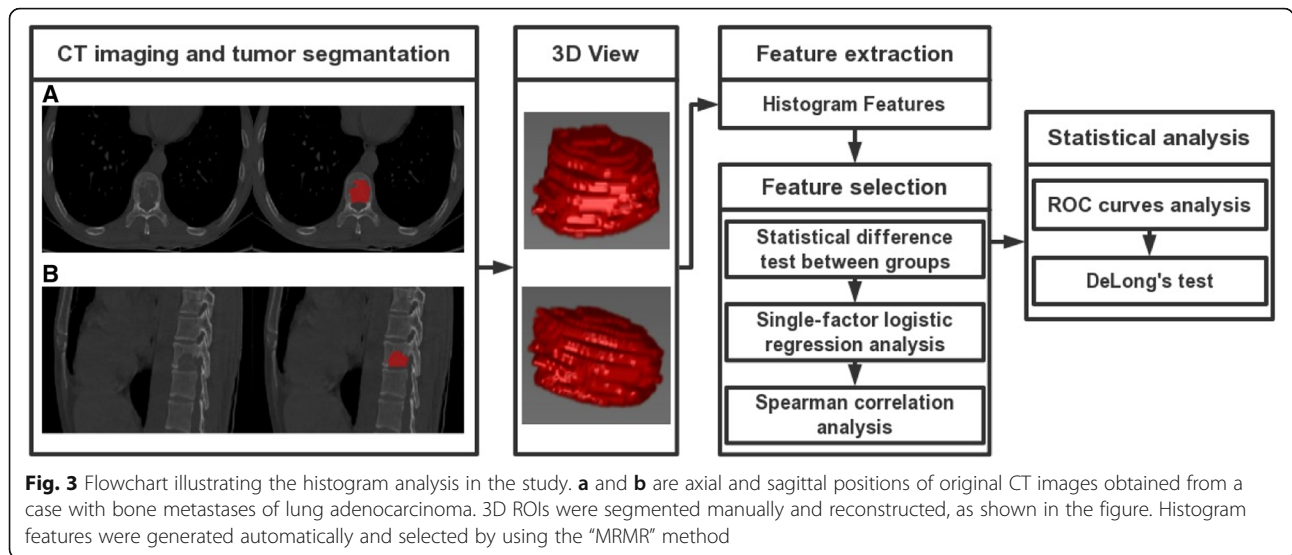 CT imaging and tumor segmantation
A
B
3D View
Feature extraction
Histogram Features
Feature selection
Statistical difference
test between groups
Single-factor logistic
regression analysis
Spearman correlation
analysis
Statistical analysis
ROC curves analysis
DeLong's test
Fig. 3 Flowchart illustrating the histogram analysis in the study. a and b are axial and sagittal positions of original CT images obtained from a
case with bone metastases of lung adenocarcinoma. 3D ROIs were segmented manually and reconstructed, as shown in the figure. Histogram
features were generated automatically and selected by using the “MRMR” method